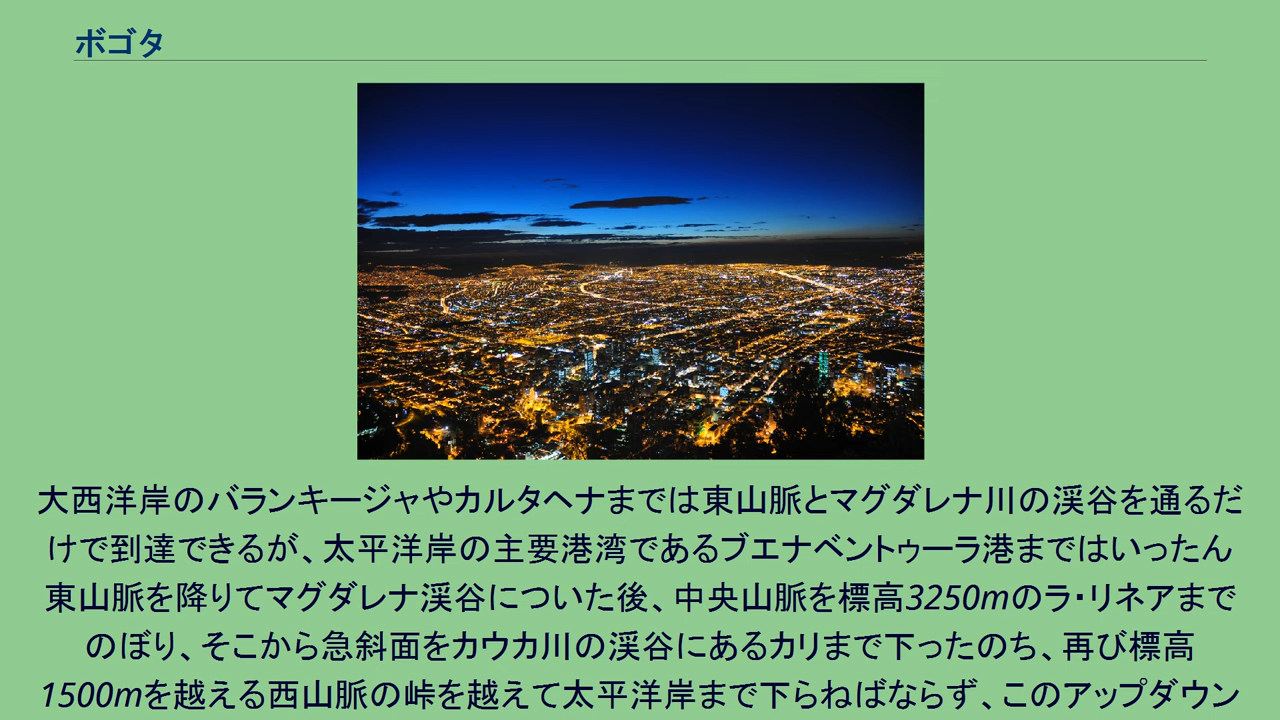 ボゴタ
大西洋岸のバランキージャやカルタヘナまでは東山脈とマグダレナ川の渓谷を通るだ
けで到達できるが、太平洋岸の主要港湾であるブエナベントゥーラ港まではいったん
東山脈を降りてマグダレナ渓谷についた後、中央山脈を標高3250mのラ・リネアまで
のぼり、そこから急斜面をカウカ川の渓谷にあるカリまで下ったのち、再び標高
1500mを越える西山脈の峠を越えて太平洋岸まで下らねばならず、このアップダウン